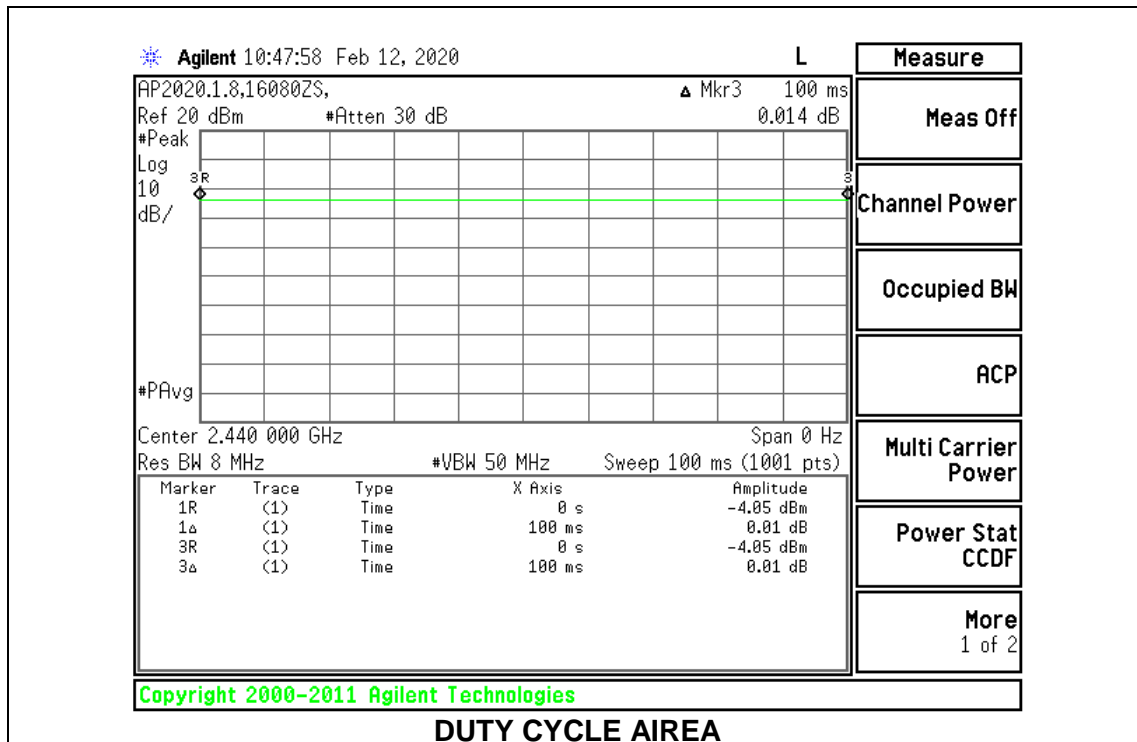 Agilent 10:47:58 Feb 12, 2020 L
Measure
AP2020.1.8,16080ZS, Δ Mkr3 100 ms
Ref 20 dBm #Atten 30 dB 0.014 dB
Meas Off
#Peak
Log
10
dB/
3R
3
Channel Power
Occupied BW
ACP
#PAvg
Center 2.440 000 GHz Span 0 Hz
Res BW 8 MHz #VBW 50 MHz Sweep 100 ms (1001 pts)
Multi Carrier
Power
Marker Trace Type X Axis Amplitude
1R (1) Time 0 s -4.05 dBm
1Δ (1) Time 100 ms 0.01 dB
3R (1) Time 0 s -4.05 dBm
3Δ (1) Time 100 ms 0.01 dB
Power Stat
CCDF
More
1 of 2
Copyright 2000-2011 Agilent Technologies
DUTY CYCLE AIREA